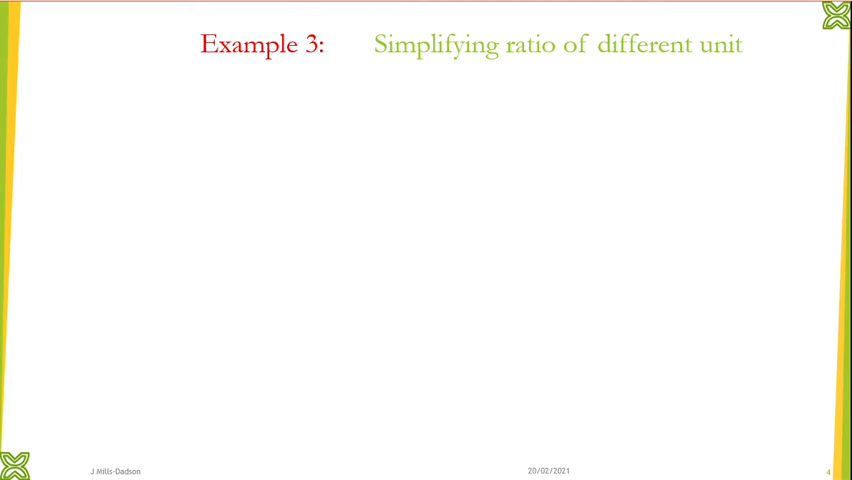 Example 3: Simplifying ratio of different unit
J Mills-Dadson 20/02/2021 4